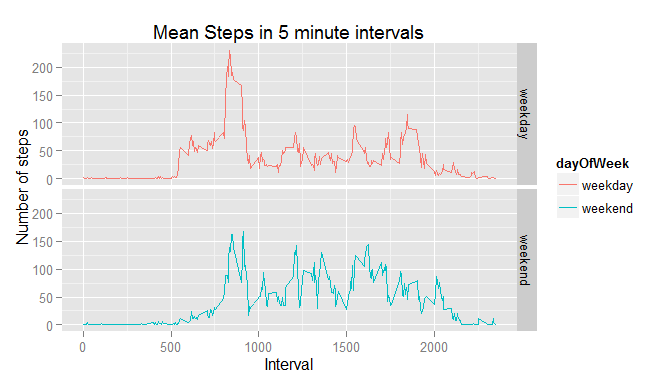 Mean Steps in 5 minute intervals
Number of steps
200
150
100
50
0
weekday
200
150
100
50
0
weekend
0
500
1000
1500
2000
Interval
dayOfWeek
weekday
weekend